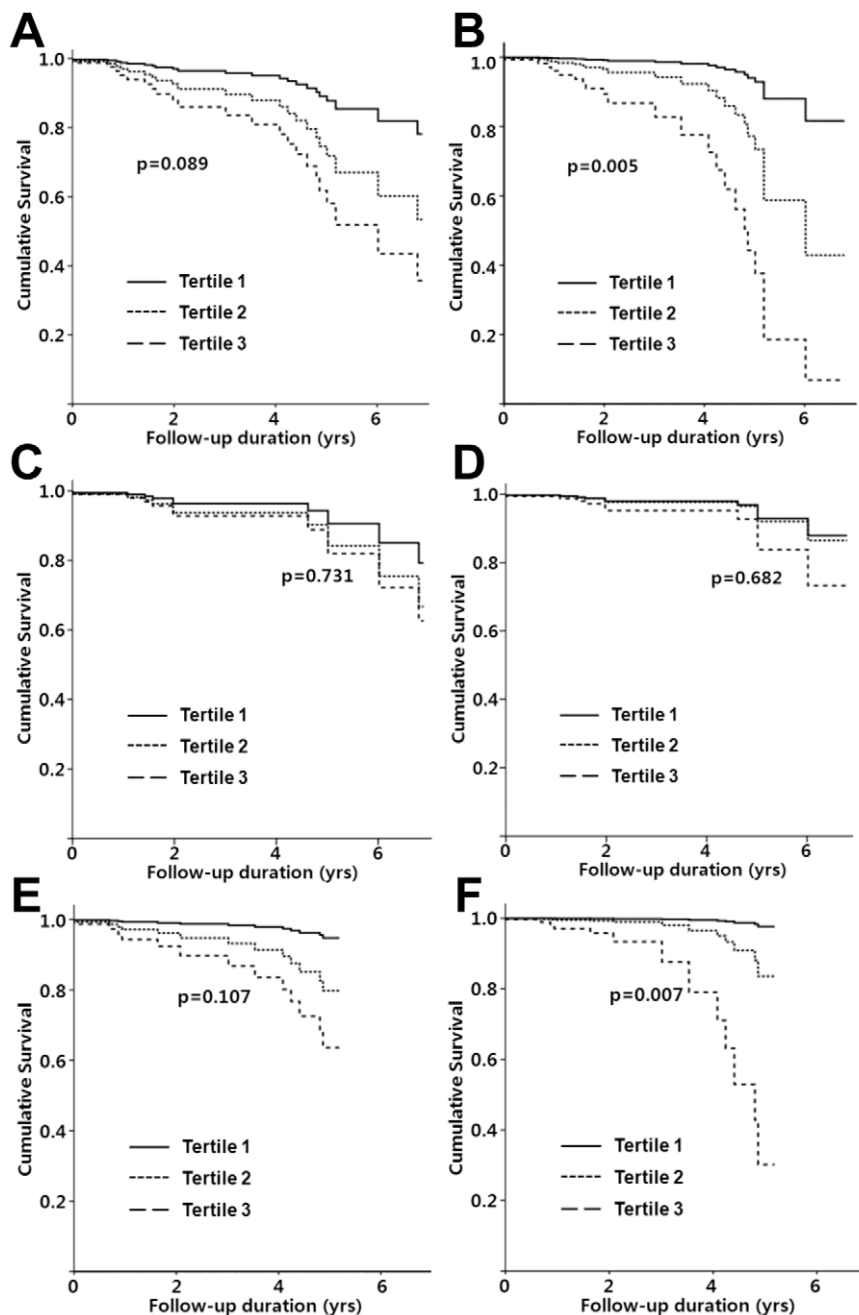 A
1.0
0.8
0.6
0.4
0.2
Cumulative Survival
p=0.089
Tertile 1
Tertile 2
Tertile 3
0 2 4 6
Follow-up duration (yrs)
B
1.0
0.8
0.6
0.4
0.2
Cumulative Survival
p=0.005
Tertile 1
Tertile 2
Tertile 3
0 2 4 6
Follow-up duration (yrs)
C
1.0
0.8
0.6
0.4
0.2
Cumulative Survival
p=0.731
Tertile 1
Tertile 2
Tertile 3
0 2 4 6
Follow-up duration (yrs)
D
1.0
0.8
0.6
0.4
0.2
Cumulative Survival
p=0.682
Tertile 1
Tertile 2
Tertile 3
0 2 4 6
Follow-up duration (yrs)
E
1.0
0.8
0.6
0.4
0.2
Cumulative Survival
p=0.107
Tertile 1
Tertile 2
Tertile 3
0 2 4 6
Follow-up duration (yrs)
F
1.0
0.8
0.6
0.4
0.2
Cumulative Survival
p=0.007
Tertile 1
Tertile 2
Tertile 3
0 2 4 6
Follow-up duration (yrs)